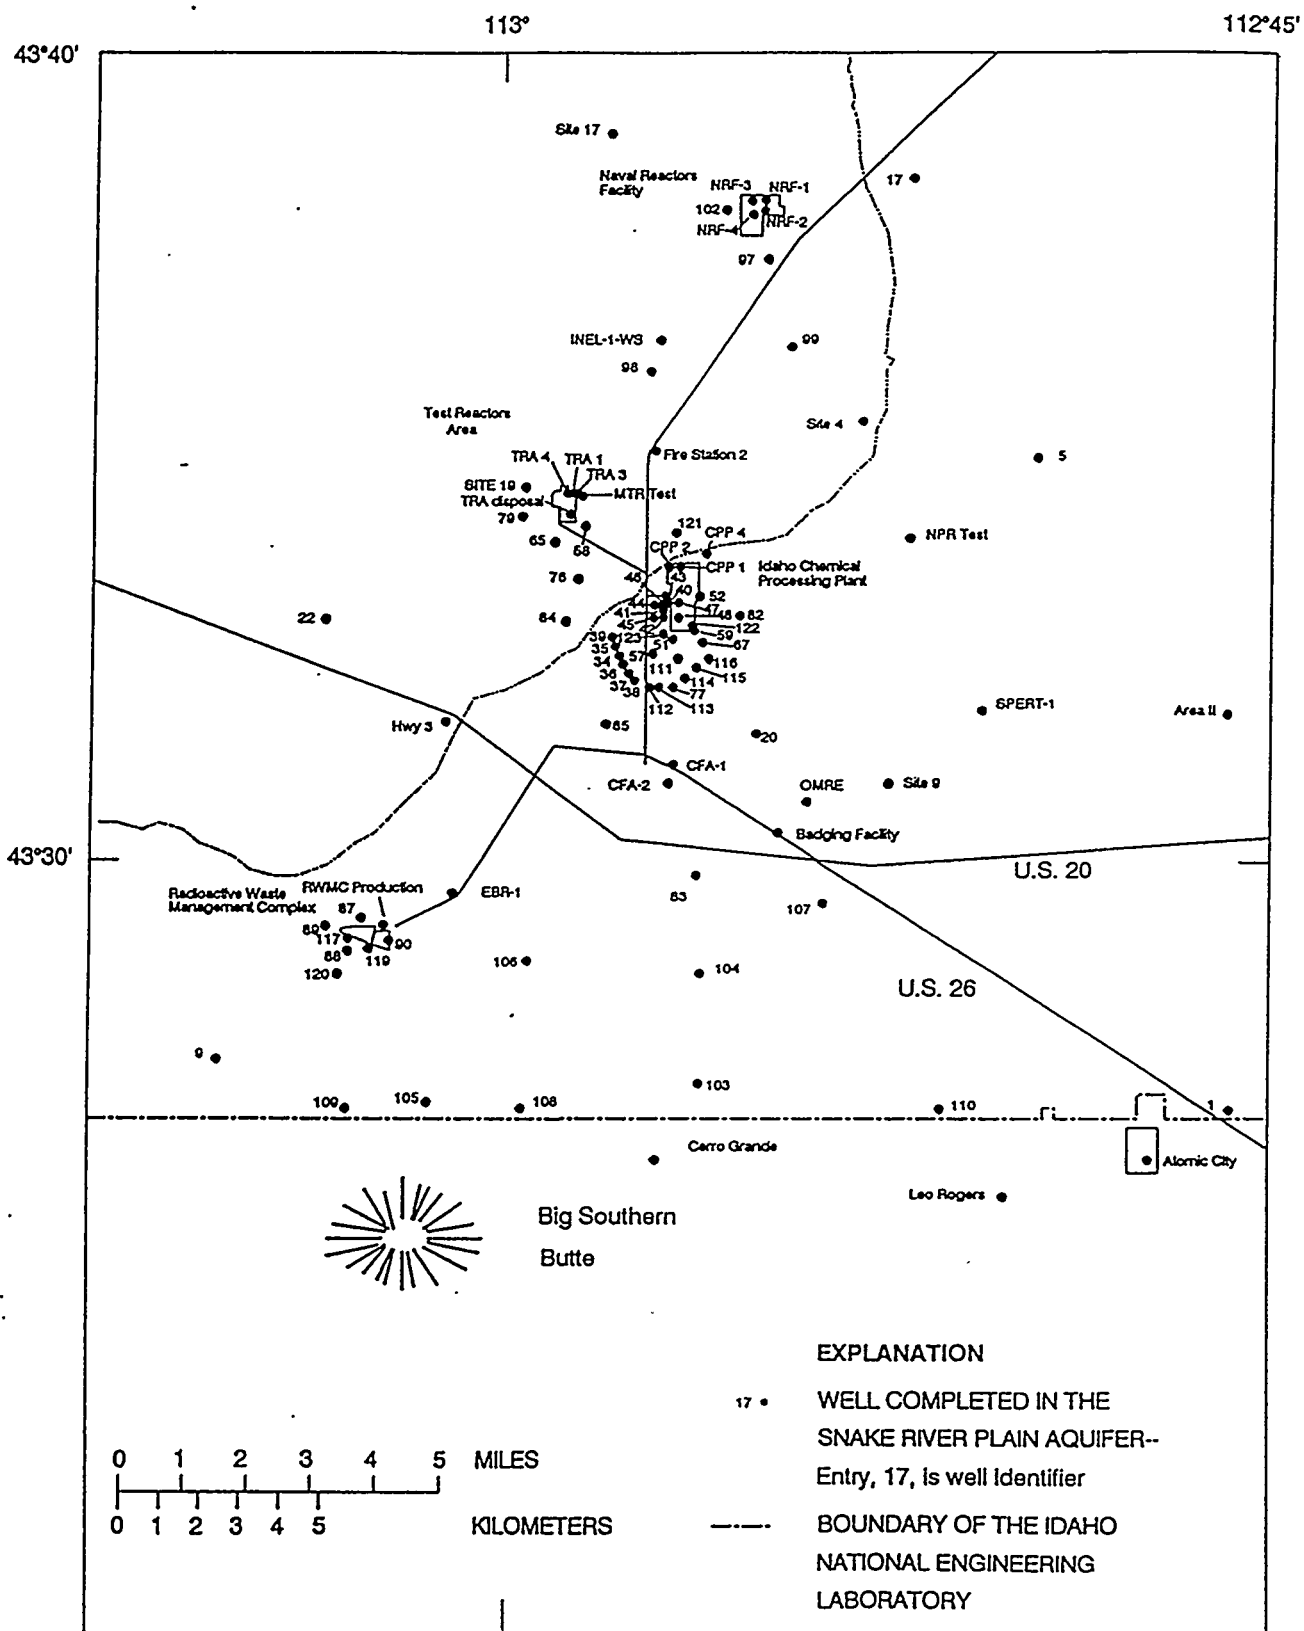 113°
112°45'
43°40'
Site 17
Naval Reactors
Facility
NRF-3
NRF-1
17
102
NRF-4
NRF-2
97
INEL-1-WS
99
98
Test Reactors
Area
Site 4
Fire Station 2
5
TRA 4
TRA 1
TRA 3
SITE 19
MTR Test
TRA disposal
79
121
CPP 4
NPR Test
65
58
CPP 2
CPP 1
Idaho Chemical
Processing Plant
76
46
43
40
52
44
47
48
82
22
84
41
45
42
122
39
123
59
35
51
67
34
57
111
116
36
115
37
114
38
77
112
113
SPERT-1
Area II
Hwy 3
85
20
CFA-1
CFA-2
OMRE
Site 9
Badging Facility
43°30'
U.S. 20
Radioactive Waste
Management Complex
RWMC Production
EBR-1
83
107
87
89
117
90
88
119
120
106
104
U.S. 26
9
103
109
105
108
110
1
Cerro Grande
Atomic City
Leo Rogers
Big Southern
Butte
EXPLANATION
17 WELL COMPLETED IN THE
SNAKE RIVER PLAIN AQUIFER--
Entry, 17, is well identifier
0 1 2 3 4 5 MILES
0 1 2 3 4 5 KILOMETERS
BOUNDARY OF THE IDAHO
NATIONAL ENGINEERING
LABORATORY